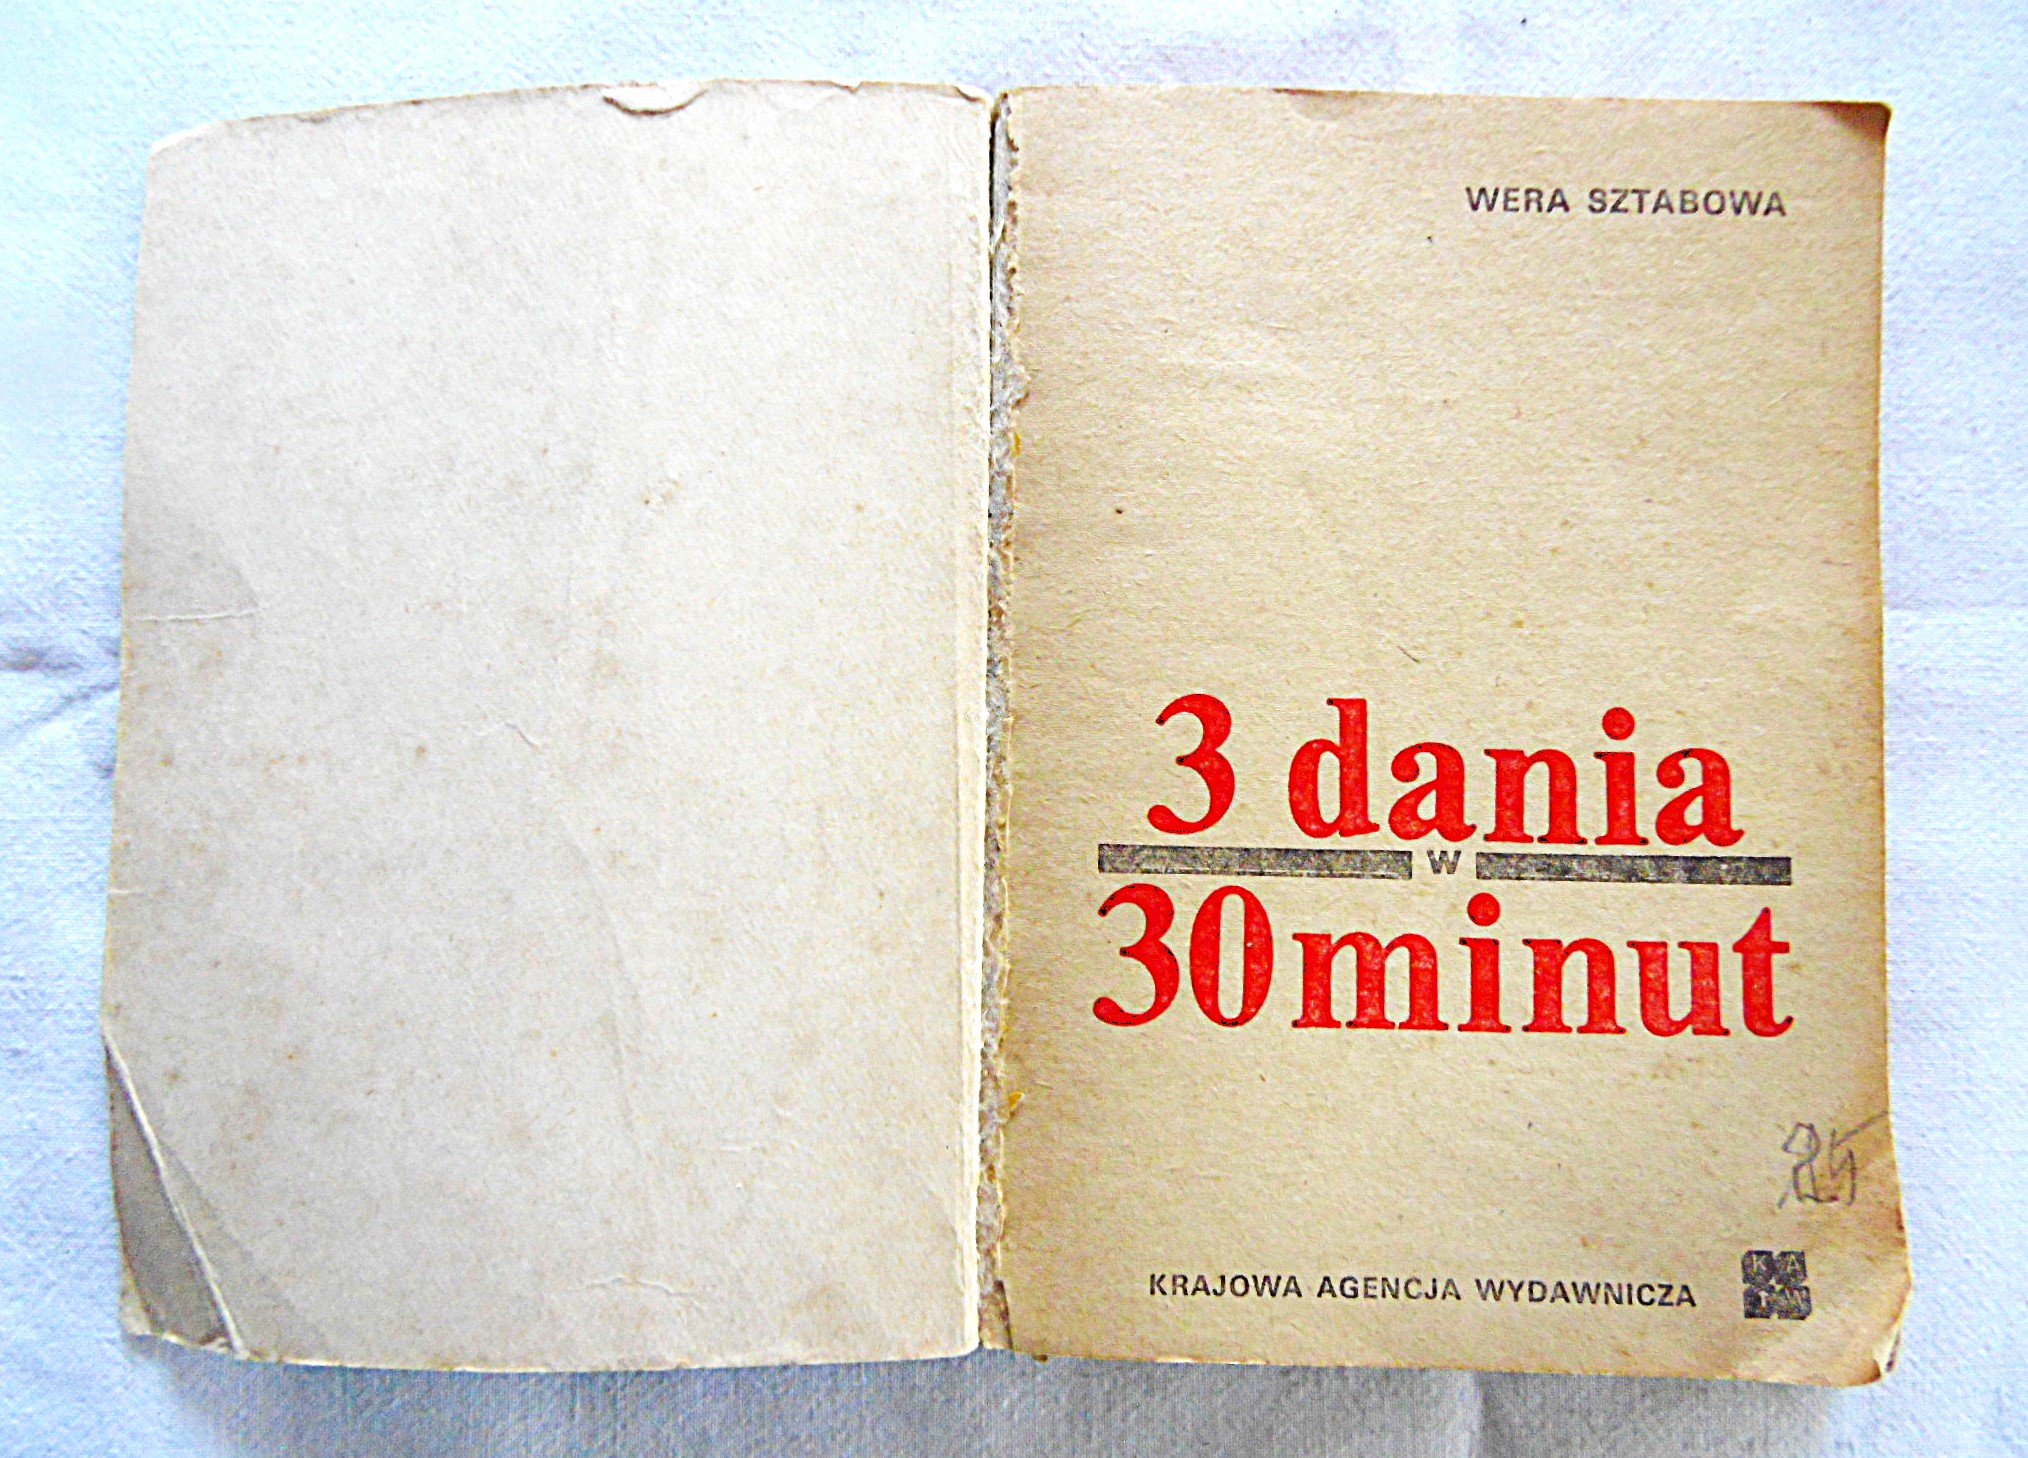 WERA SZTABOWA
3 dania
w
30 minut
KRAJOWA AGENCJA WYDAWNICZA
K A